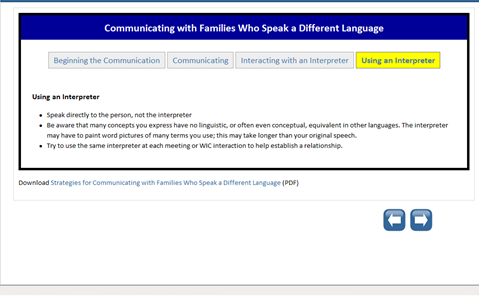 Communicating with Families Who Speak a Different Language
Beginning the Communication
Communicating
Interacting with an Interpreter
Using an Interpreter
Using an Interpreter
• Speak directly to the person, not the interpreter
• Be aware that many concepts you express have no linguistic, or often even conceptual, equivalent in other languages. The interpreter
may have to paint word pictures of many terms you use; this may take longer than your original speech.
• Try to use the same interpreter at each meeting or WIC interaction to help establish a relationship.
Download Strategies for Communicating with Families Who Speak a Different Language (PDF)